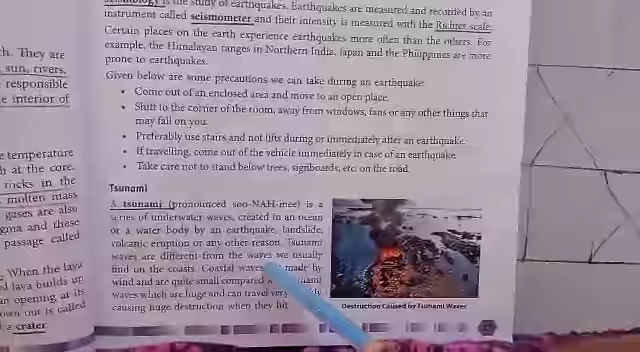 th. They are
sun, rivers,
responsible
e interior of
e temperature
h at the core.
rocks in the
molten mass
gases are also
gma and these
passage called
. When the lava
d lava builds up
an opening at its
own out is called
a crater.
Seismology is the study of earthquakes. Earthquakes are measured and recorded by an
instrument called seismometer and their intensity is measured with the Richter scale.
Certain places on the earth experience earthquakes more often than the others. For
example, the Himalayan ranges in Northern India, Japan and the Philippines are more
prone to earthquakes.
Given below are some precautions we can take during an earthquake.
• Come out of an enclosed area and move to an open place.
• Shift to the corner of the room, away from windows, fans or any other things that
may fall on you.
• Preferably use stairs and not lifts during or immediately after an earthquake.
• If travelling, come out of the vehicle immediately in case of an earthquake.
• Take care not to stand below trees, signboards, etc. on the road.
Tsunami
A tsunami (pronounced soo-NAH-mee) is a
series of underwater waves, created in an ocean
or a water body by an earthquake, landslide,
volcanic eruption or any other reason. Tsunami
waves are different from the waves we usually
find on the coasts. Coastal waves made by
wind and are quite small compared
waves which are huge and can travel very
causing huge destruction when they hit
Destruction Caused by Tsunami Waves